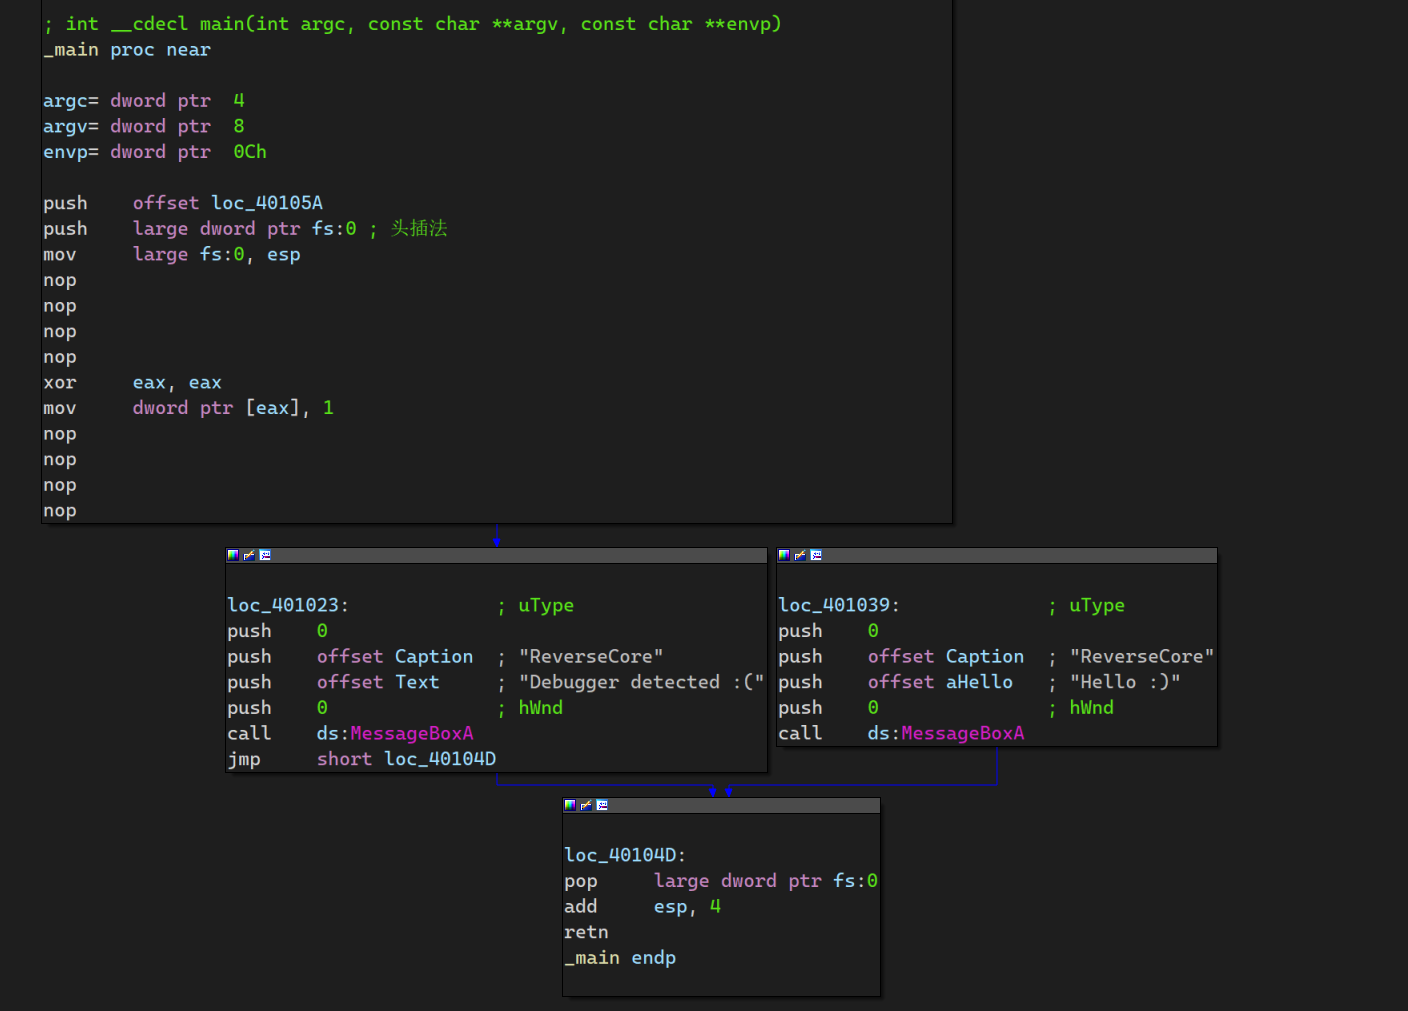 ; int __cdecl main(int argc, const char **argv, const char **envp)
_main proc near
argc= dword ptr  4
argv= dword ptr  8
envp= dword ptr  0Ch
push    offset loc_40105A
push    large dword ptr fs:0 ; 头插法
mov     large fs:0, esp
nop
nop
nop
nop
xor     eax, eax
mov     dword ptr [eax], 1
nop
nop
nop
nop
loc_401023:             ; uType
push    0
push    offset Caption  ; "ReverseCore"
push    offset Text     ; "Debugger detected :("
push    0               ; hWnd
call    ds:MessageBoxA
jmp     short loc_40104D
loc_401039:             ; uType
push    0
push    offset Caption  ; "ReverseCore"
push    offset aHello   ; "Hello :)"
push    0               ; hWnd
call    ds:MessageBoxA
loc_40104D:
pop     large dword ptr fs:0
add     esp, 4
retn
_main endp